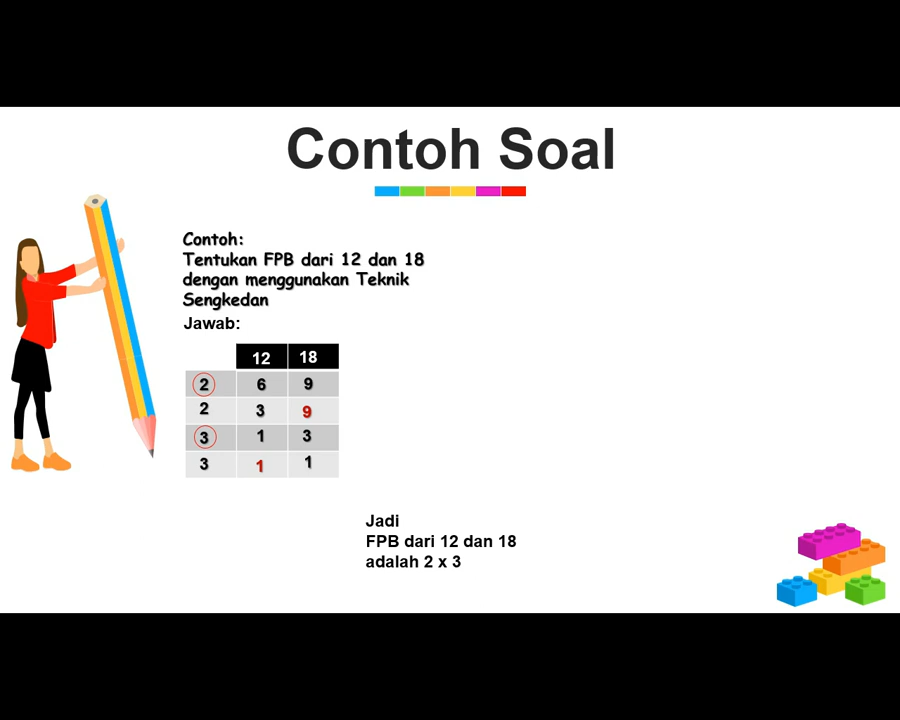 Contoh Soal
Contoh:
Tentukan FPB dari 12 dan 18
dengan menggunakan Teknik
Sengkedan
Jawab:
12 18
2 6 9
2 3 9
3 1 3
3 1 1
Jadi
FPB dari 12 dan 18
adalah 2 x 3